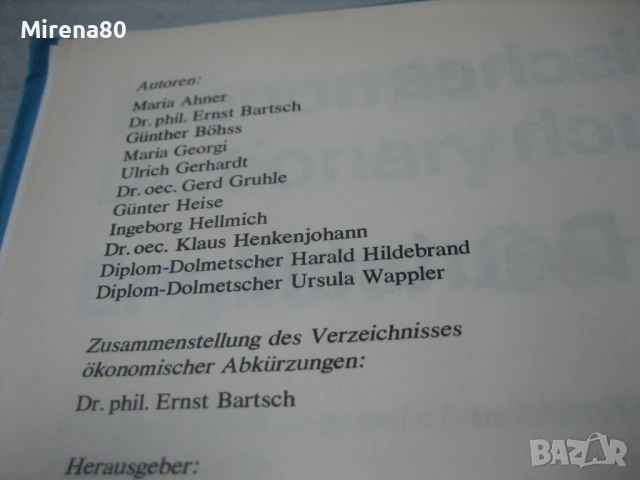 Mirena80
Autoren:
Maria Ahner
Dr. phil. Ernst Bartsch
Günther Böhss
Maria Georgi
Ulrich Gerhardt
Dr. oec. Gerd Gruhle
Günter Heise
Ingeborg Hellmich
Dr. oec. Klaus Henkenjohann
Diplom-Dolmetscher Harald Hildebrand
Diplom-Dolmetscher Ursula Wappler
Zusammenstellung des Verzeichnisses
ökonomischer Abkürzungen:
Dr. phil. Ernst Bartsch
Herausgeber:
BAZAR